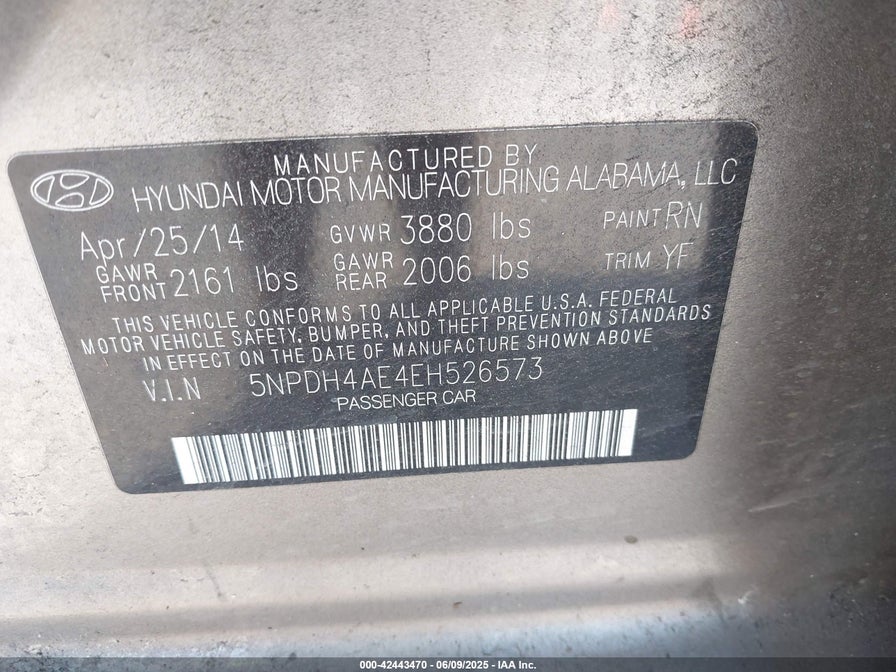 MANUFACTURED BY
HYUNDAI MOTOR MANUFACTURING ALABAMA, LLC
Apr/25/14 GVWR 3880 lbs PAINT RN
GAWR FRONT 2161 lbs GAWR REAR 2006 lbs TRIM YF
THIS VEHICLE CONFORMS TO ALL APPLICABLE U.S.A. FEDERAL
MOTOR VEHICLE SAFETY, BUMPER, AND THEFT PREVENTION STANDARDS
IN EFFECT ON THE DATE OF MANUFACTURE SHOWN ABOVE
V.I.N 5NPDH4AE4EH526573
PASSENGER CAR
000-42443470 - 06/09/2025 - IAA Inc.